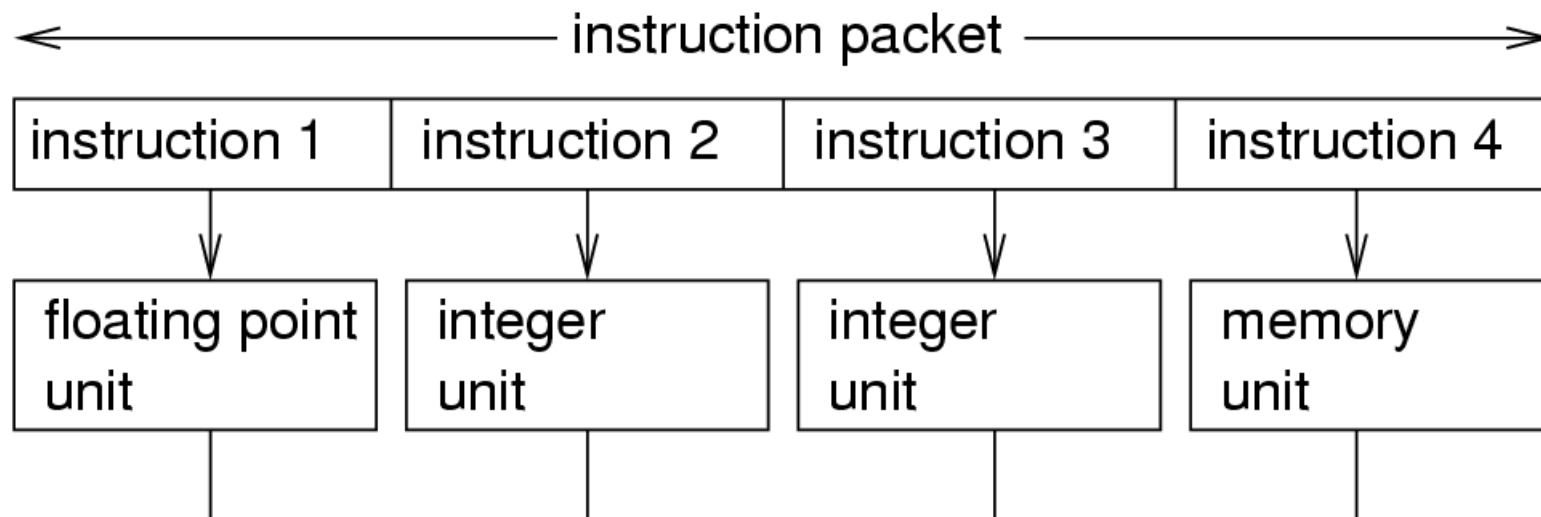 instruction packet
instruction 1 instruction 2 instruction 3 instruction 4
floating point unit
integer unit
integer unit
memory unit